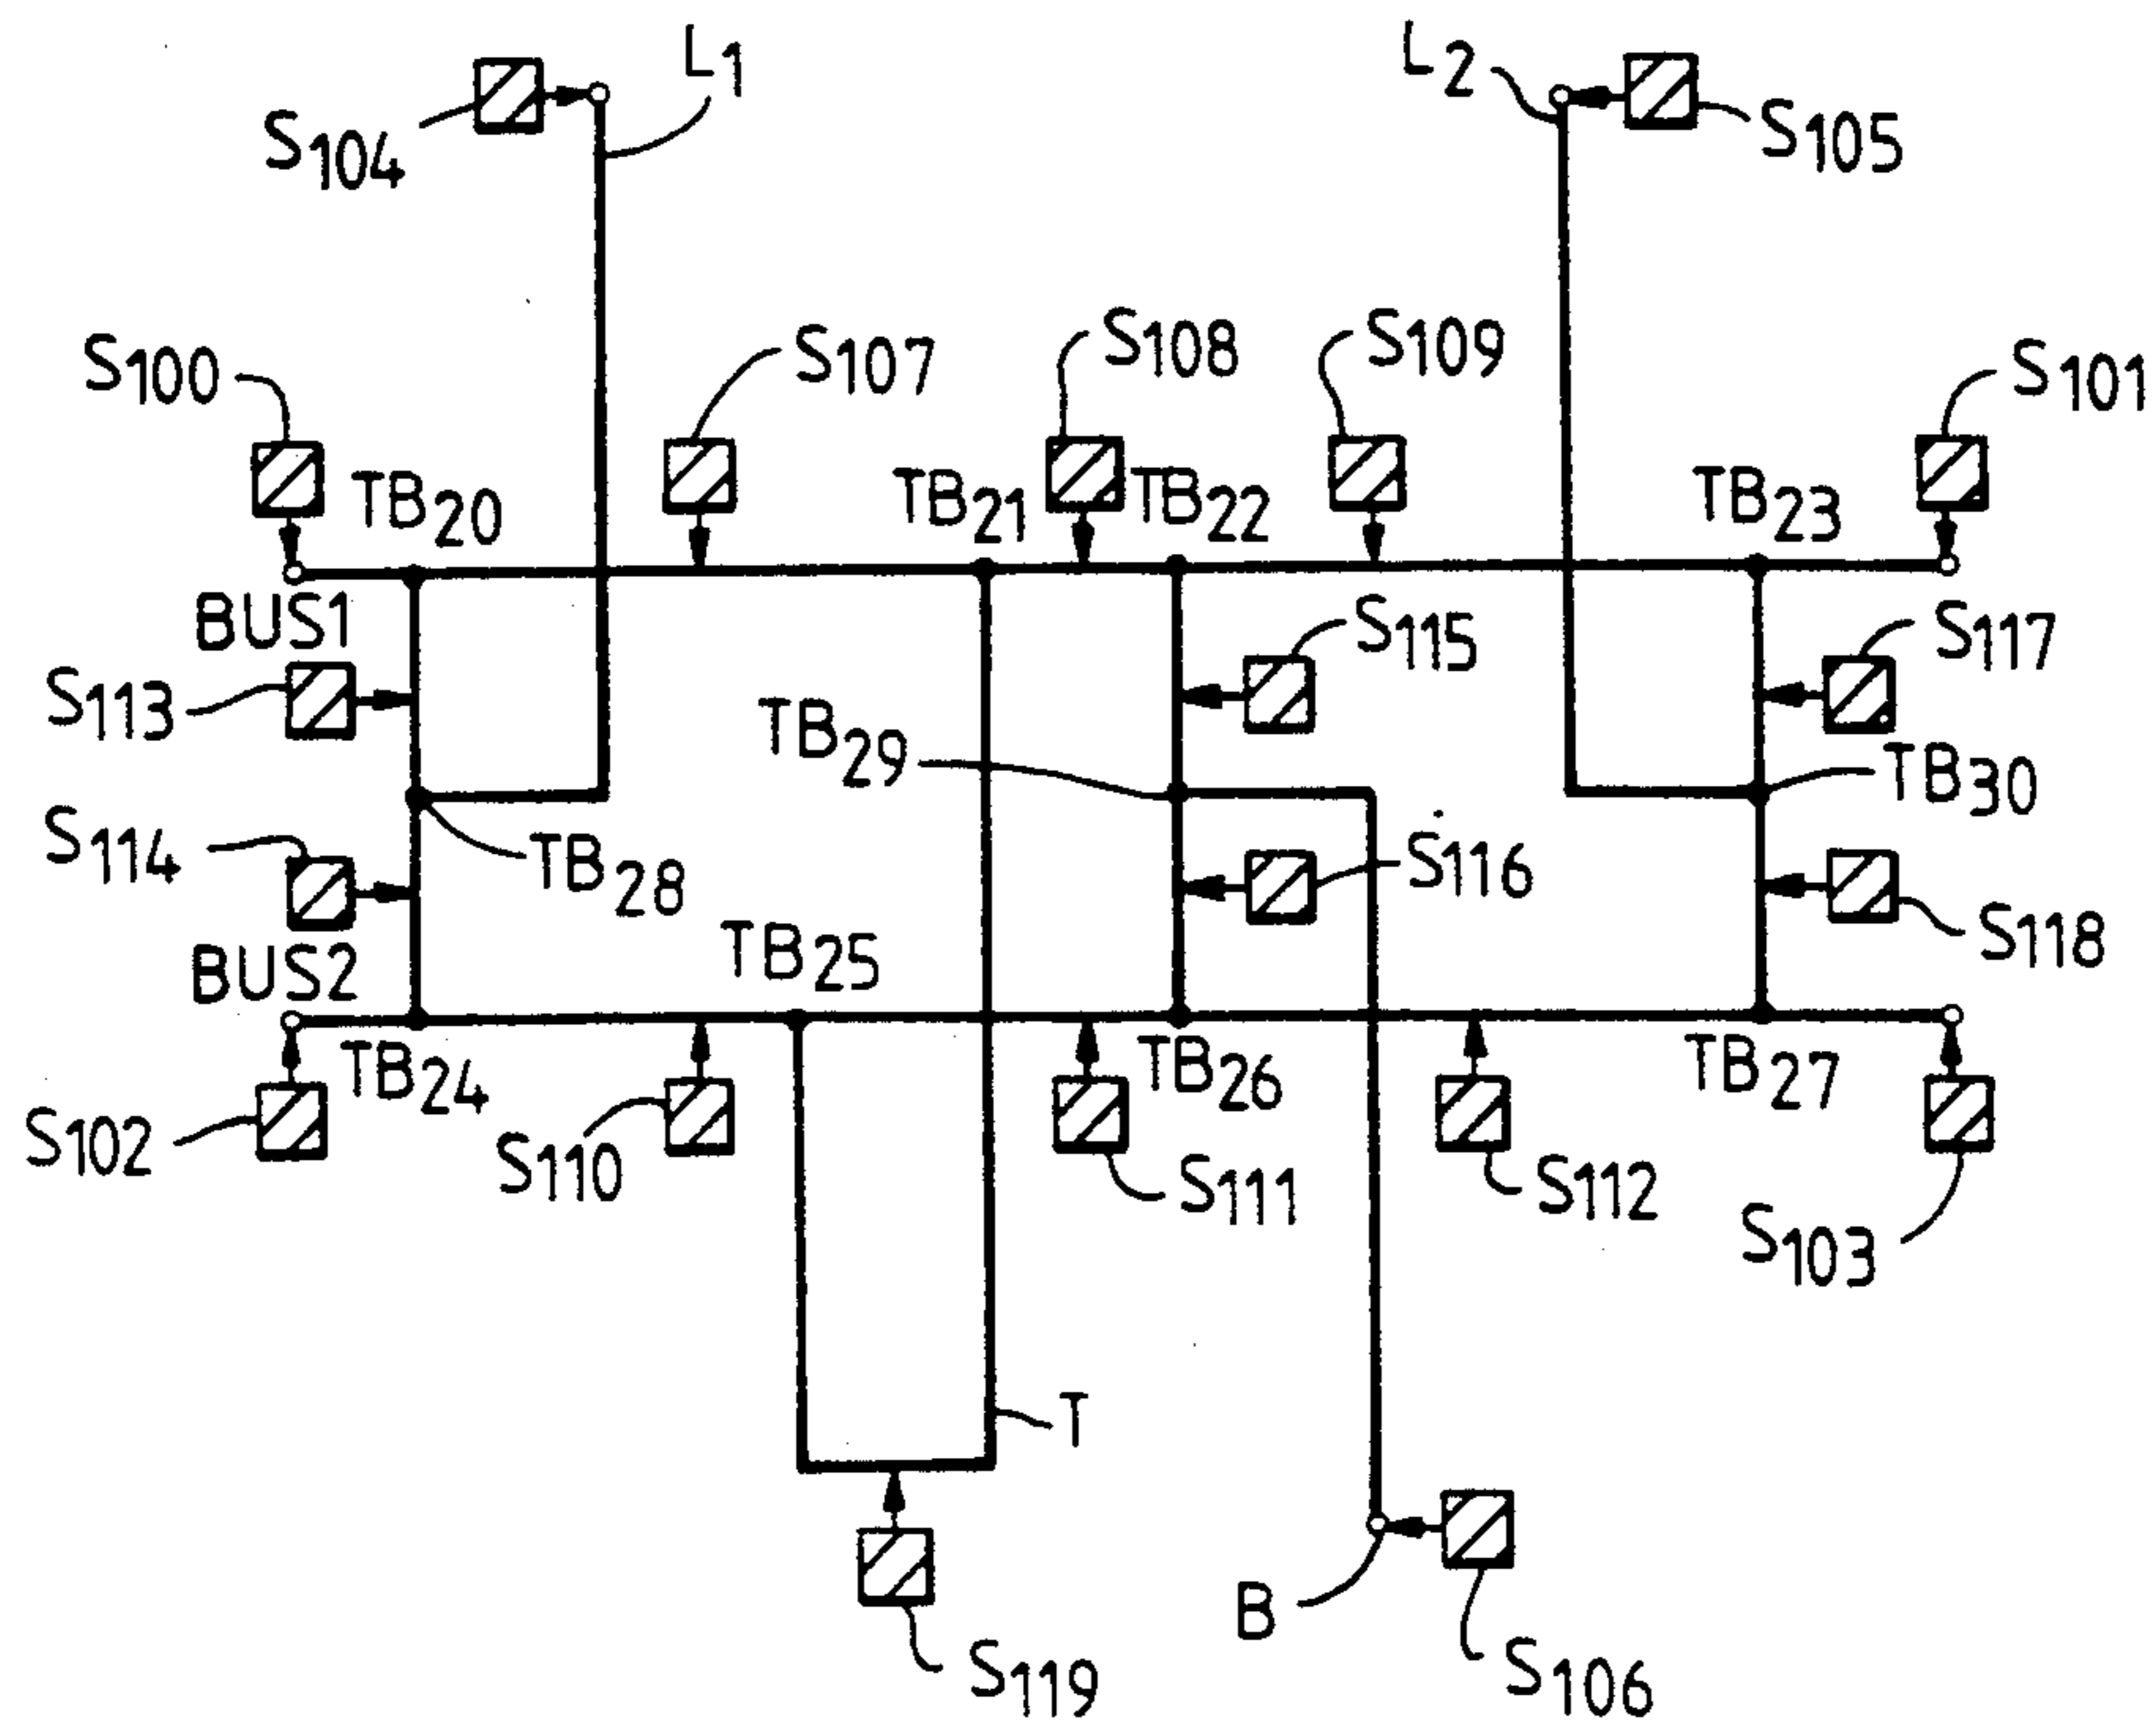 L1
L2
S104
S105
S100
S107
S108
S109
S101
TB20
TB21
TB22
TB23
BUS1
S115
S117
S113
TB29
TB30
S114
TB28
S116
TB25
S118
BUS2
TB24
TB26
TB27
S102
S110
S111
S112
S103
T
B
S119
S106